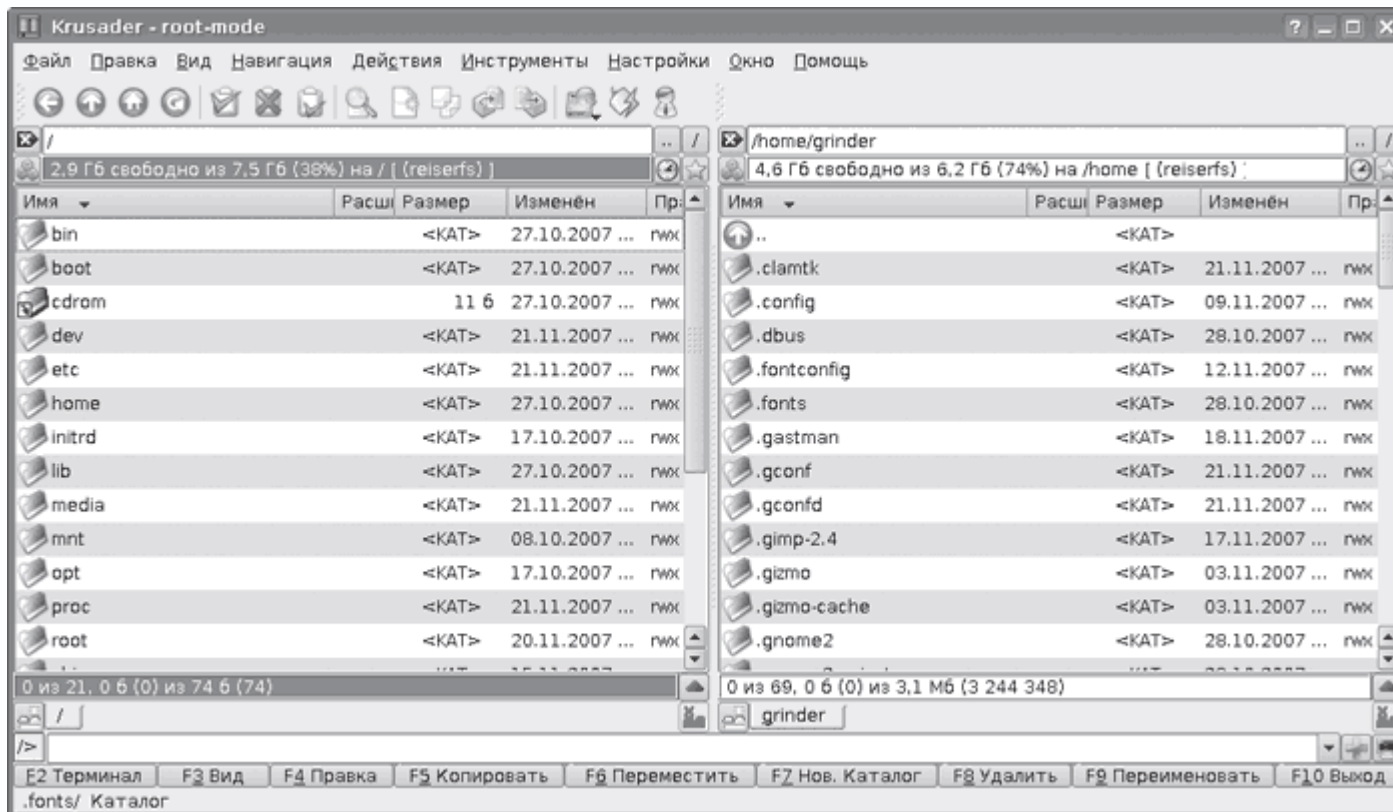 Krusader - root-mode
Файл Правка Вид Навигация Действия Инструменты Настройки Окно Помощь
/ .. / /home/grinder .. /
2,9 Гб свободно из 7,5 Гб (38%) на / [ (reiserfs) ] 4,6 Гб свободно из 6,2 Гб (74%) на /home [ (reiserfs)
Имя Расши Размер Изменён Пр Имя Расши Размер Изменён Пр
bin <КАТ> 27.10.2007 ... rwx .. <КАТ>
boot <КАТ> 27.10.2007 ... rwx .clamtk <КАТ> 21.11.2007 ... rwx
cdrom 11 б 27.10.2007 ... rwx .config <КАТ> 09.11.2007 ... rwx
dev <КАТ> 21.11.2007 ... rwx .dbus <КАТ> 28.10.2007 ... rwx
etc <КАТ> 21.11.2007 ... rwx .fontconfig <КАТ> 12.11.2007 ... rwx
home <КАТ> 27.10.2007 ... rwx .fonts <КАТ> 28.10.2007 ... rwx
initrd <КАТ> 17.10.2007 ... rwx .gastman <КАТ> 18.11.2007 ... rwx
lib <КАТ> 27.10.2007 ... rwx .gconf <КАТ> 21.11.2007 ... rwx
media <КАТ> 21.11.2007 ... rwx .gconfd <КАТ> 21.11.2007 ... rwx
mnt <КАТ> 08.10.2007 ... rwx .gimp-2.4 <КАТ> 17.11.2007 ... rwx
opt <КАТ> 17.10.2007 ... rwx .gizmo <КАТ> 03.11.2007 ... rwx
proc <КАТ> 21.11.2007 ... rwx .gizmo-cache <КАТ> 03.11.2007 ... rwx
root <КАТ> 20.11.2007 ... rwx .gnome2 <КАТ> 28.10.2007 ... rwx
0 из 21, 0 б (0) из 74 б (74) 0 из 69, 0 б (0) из 3,1 Мб (3 244 348)
/ grinder
/>
F2 Терминал F3 Вид F4 Правка F5 Копировать F6 Переместить F7 Нов. Каталог F8 Удалить F9 Переименовать F10 Выход
.fonts/ Каталог